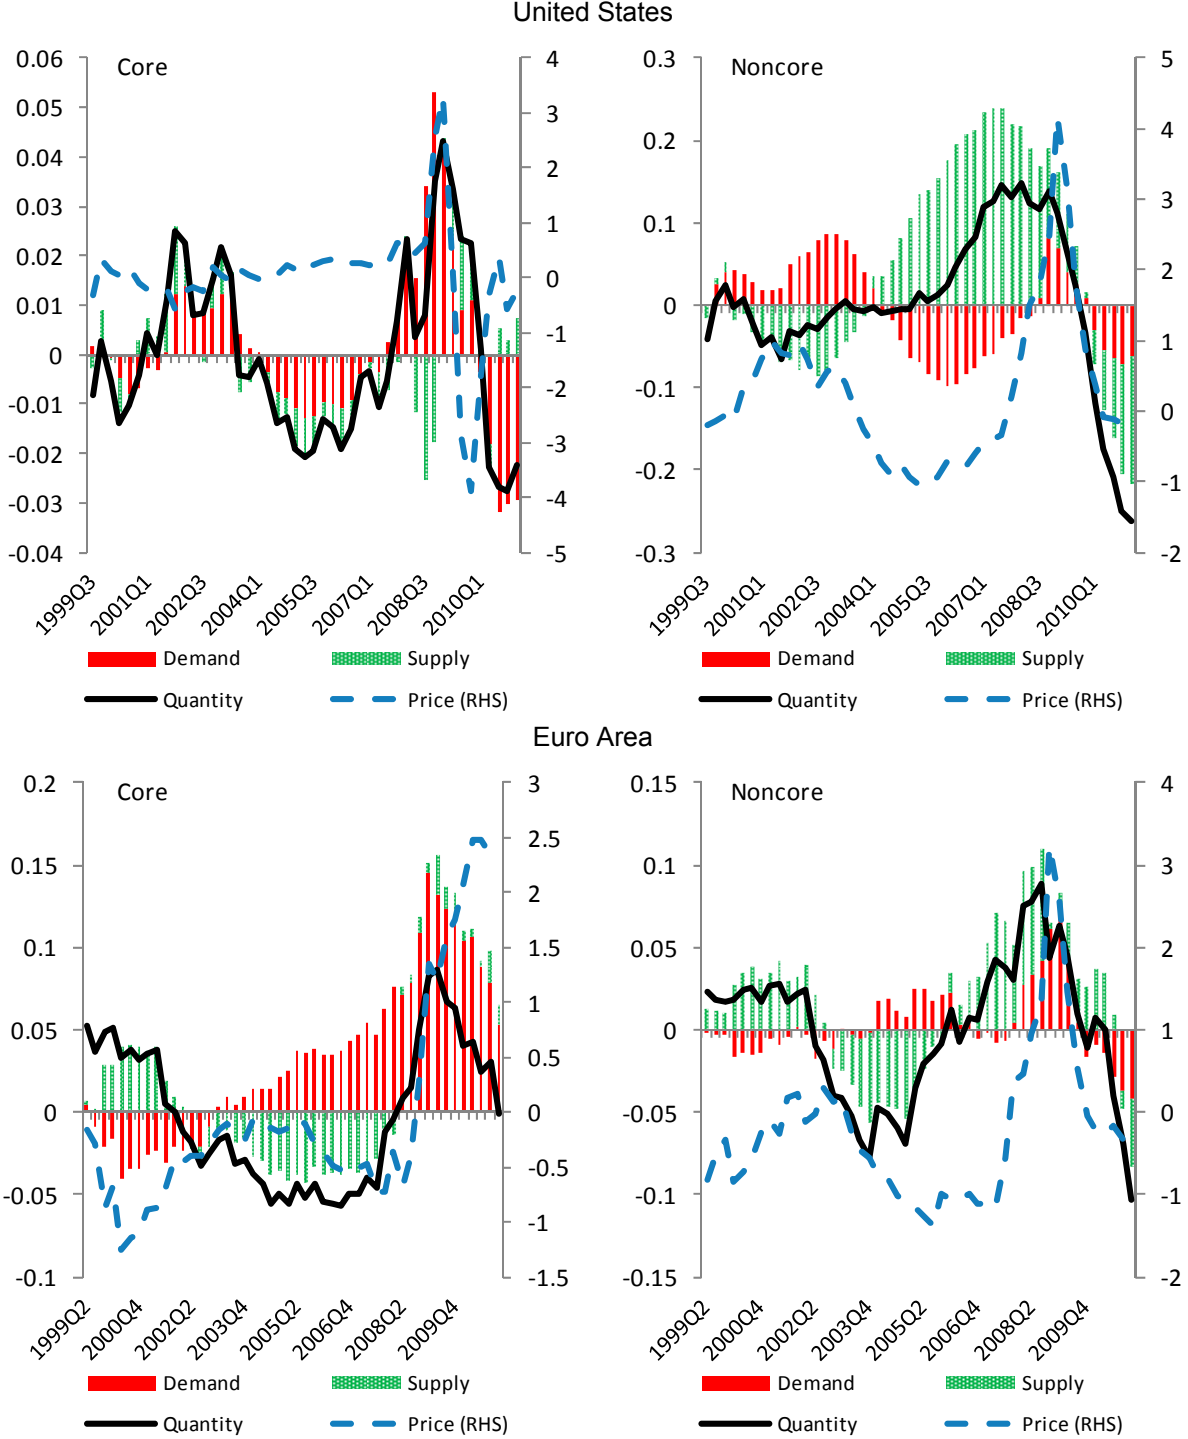 United States
Core
0.06
0.05
0.04
0.03
0.02
0.01
0
-0.01
-0.02
-0.03
-0.04
4
3
2
1
0
-1
-2
-3
-4
-5
1999Q3
2001Q1
2002Q3
2004Q1
2005Q3
2007Q1
2008Q3
2010Q1
Demand
Supply
Quantity
Price (RHS)
Noncore
0.3
0.2
0.1
0
-0.1
-0.2
-0.3
5
4
3
2
1
0
-1
-2
1999Q3
2001Q1
2002Q3
2004Q1
2005Q3
2007Q1
2008Q3
2010Q1
Demand
Supply
Quantity
Price (RHS)
Euro Area
Core
0.2
0.15
0.1
0.05
0
-0.05
-0.1
3
2.5
2
1.5
1
0.5
0
-0.5
-1
-1.5
1999Q2
2000Q4
2002Q2
2003Q4
2005Q2
2006Q4
2008Q2
2009Q4
Demand
Supply
Quantity
Price (RHS)
Noncore
0.15
0.1
0.05
0
-0.05
-0.1
-0.15
4
3
2
1
0
-1
-2
1999Q2
2000Q4
2002Q2
2003Q4
2005Q2
2006Q4
2008Q2
2009Q4
Demand
Supply
Quantity
Price (RHS)